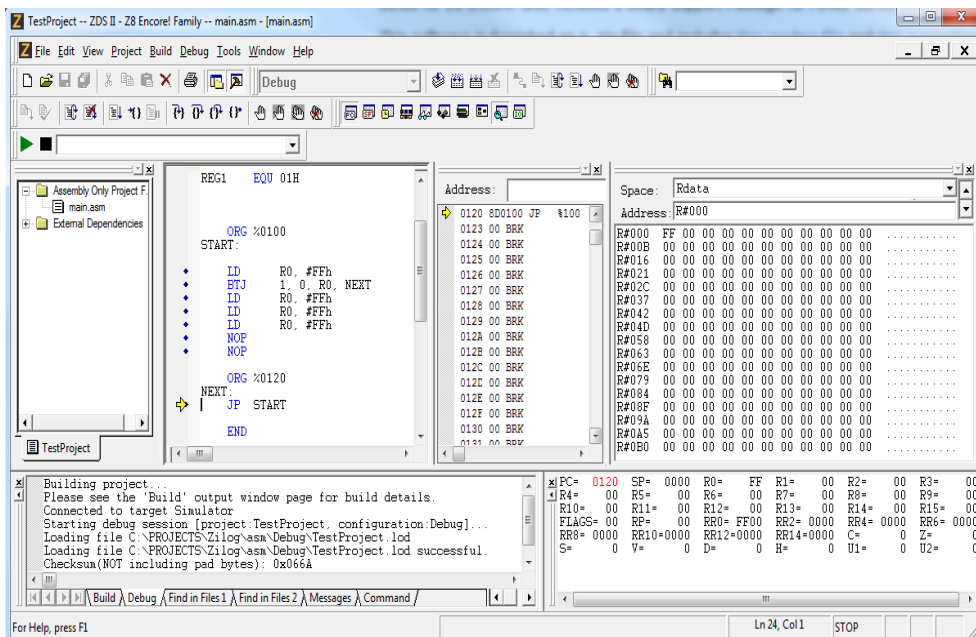 TestProject -- ZDS II - Z8 Encore! Family -- main.asm - [main.asm]
File Edit View Project Build Debug Tools Window Help
Debug
Assembly Only Project F.
main.asm
External Dependencies
TestProject
REG1 EQU 01H
ORG %0100
START:
LD R0, #FFh
BTJ 1, 0, R0, NEXT
LD R0, #FFh
LD R0, #FFh
LD R0, #FFh
NOP
NOP
ORG %0120
NEXT:
JP START
END
Address:
0120 8D0100 JP %100
0123 00 BRK
0124 00 BRK
0125 00 BRK
0126 00 BRK
0127 00 BRK
0128 00 BRK
0129 00 BRK
012A 00 BRK
012B 00 BRK
012C 00 BRK
012D 00 BRK
012E 00 BRK
012F 00 BRK
0130 00 BRK
0131 00 BRK
Space: Rdata
Address: R#000
R#000 FF 00 00 00 00 00 00 00 00 00 00 ...........
R#00B 00 00 00 00 00 00 00 00 00 00 00 ...........
R#016 00 00 00 00 00 00 00 00 00 00 00 ...........
R#021 00 00 00 00 00 00 00 00 00 00 00 ...........
R#02C 00 00 00 00 00 00 00 00 00 00 00 ...........
R#037 00 00 00 00 00 00 00 00 00 00 00 ...........
R#042 00 00 00 00 00 00 00 00 00 00 00 ...........
R#04D 00 00 00 00 00 00 00 00 00 00 00 ...........
R#058 00 00 00 00 00 00 00 00 00 00 00 ...........
R#063 00 00 00 00 00 00 00 00 00 00 00 ...........
R#06E 00 00 00 00 00 00 00 00 00 00 00 ...........
R#079 00 00 00 00 00 00 00 00 00 00 00 ...........
R#084 00 00 00 00 00 00 00 00 00 00 00 ...........
R#08F 00 00 00 00 00 00 00 00 00 00 00 ...........
R#09A 00 00 00 00 00 00 00 00 00 00 00 ...........
R#0A5 00 00 00 00 00 00 00 00 00 00 00 ...........
R#0B0 00 00 00 00 00 00 00 00 00 00 00 ...........
Building project...
Please see the 'Build' output window page for build details.
Connected to target Simulator
Starting debug session [project:TestProject, configuration:Debug]...
Loading file C:\PROJECTS\Zilog\asm\Debug\TestProject.lod
Loading file C:\PROJECTS\Zilog\asm\Debug\TestProject.lod successful.
Checksum(NOT including pad bytes): 0x066A
Build Debug Find in Files 1 Find in Files 2 Messages Command
PC= 0120 SP= 0000 R0= FF R1= 00 R2= 00 R3= 00
R4= 00 R5= 00 R6= 00 R7= 00 R8= 00 R9= 00
R10= 00 R11= 00 R12= 00 R13= 00 R14= 00 R15= 00
FLAGS= 00 RP= 00 RR0= FF00 RR2= 0000 RR4= 0000 RR6= 000
RR8= 0000 RR10=0000 RR12=0000 RR14=0000 C= 0 Z= 0
S= 0 V= 0 D= 0 H= 0 U1= 0 U2= 0
For Help, press F1
Ln 24, Col 1 STOP